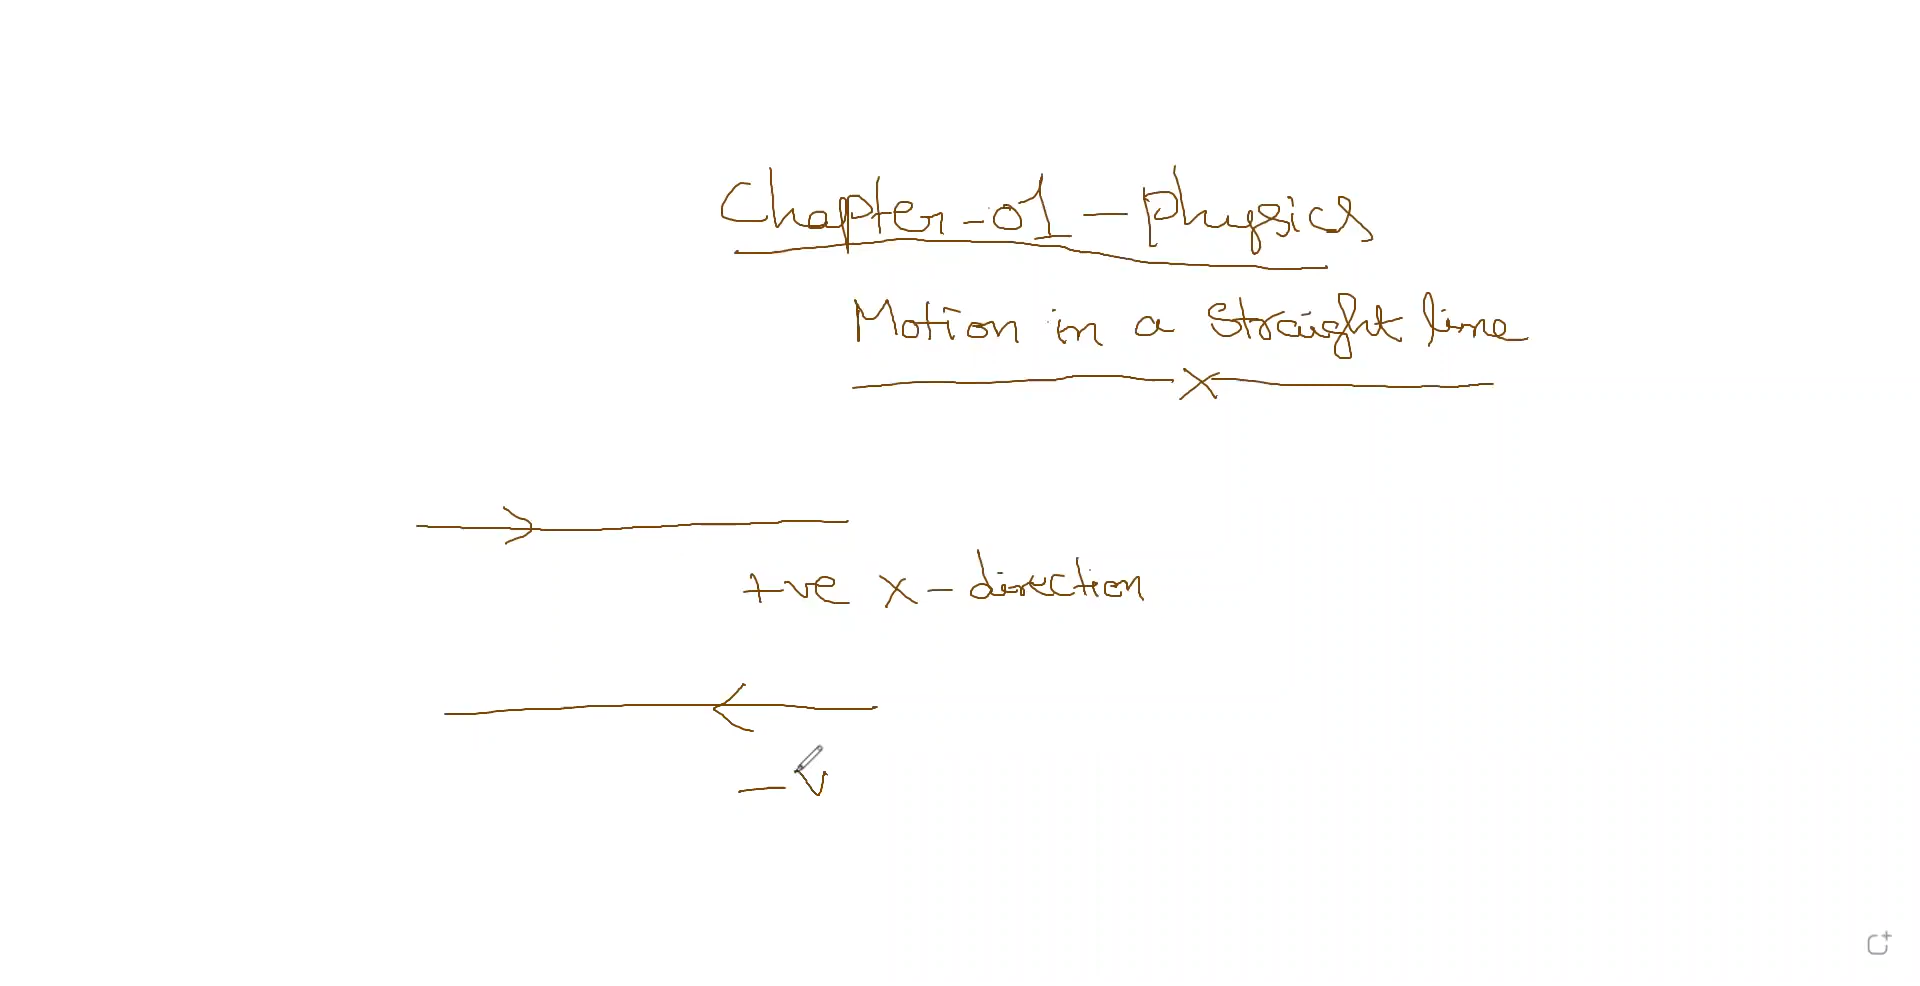 Chapter-01-Physics
Motion in a Straight line
+ve x-direction
-v